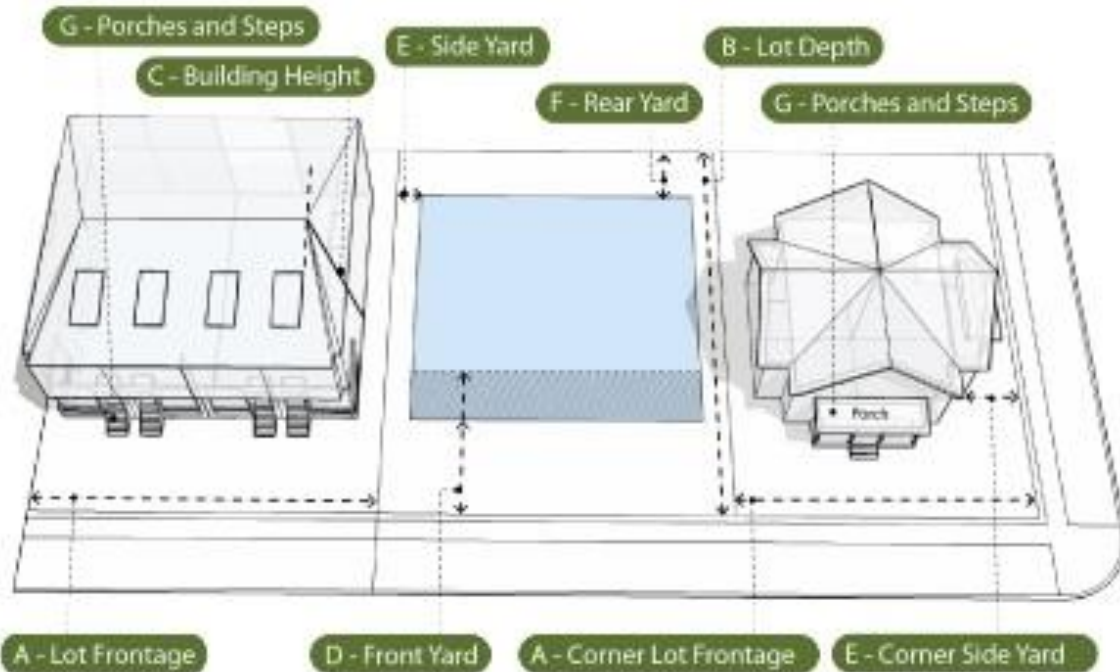 G - Porches and Steps
E - Side Yard
B - Lot Depth
C - Building Height
F - Rear Yard
G - Porches and Steps
Porch
A - Lot Frontage
D - Front Yard
A - Corner Lot Frontage
E - Corner Side Yard